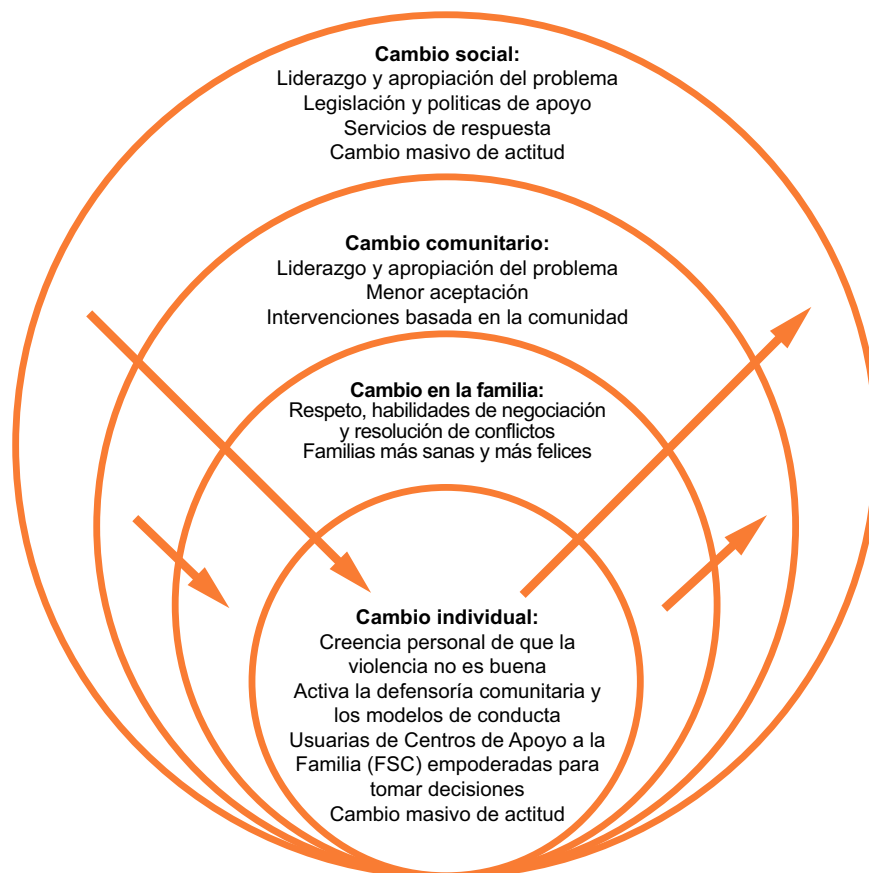 Cambio social:
Liderazgo y apropiación del problema
Legislación y politicas de apoyo
Servicios de respuesta
Cambio masivo de actitud
Cambio comunitario:
Liderazgo y apropiación del problema
Menor aceptación
Intervenciones basada en la comunidad
Cambio en la familia:
Respeto, habilidades de negociación
y resolución de conflictos
Familias más sanas y más felices
Cambio individual:
Creencia personal de que la
violencia no es buena
Activa la defensoría comunitaria y
los modelos de conducta
Usuarias de Centros de Apoyo a la
Familia (FSC) empoderadas para
tomar decisiones
Cambio masivo de actitud